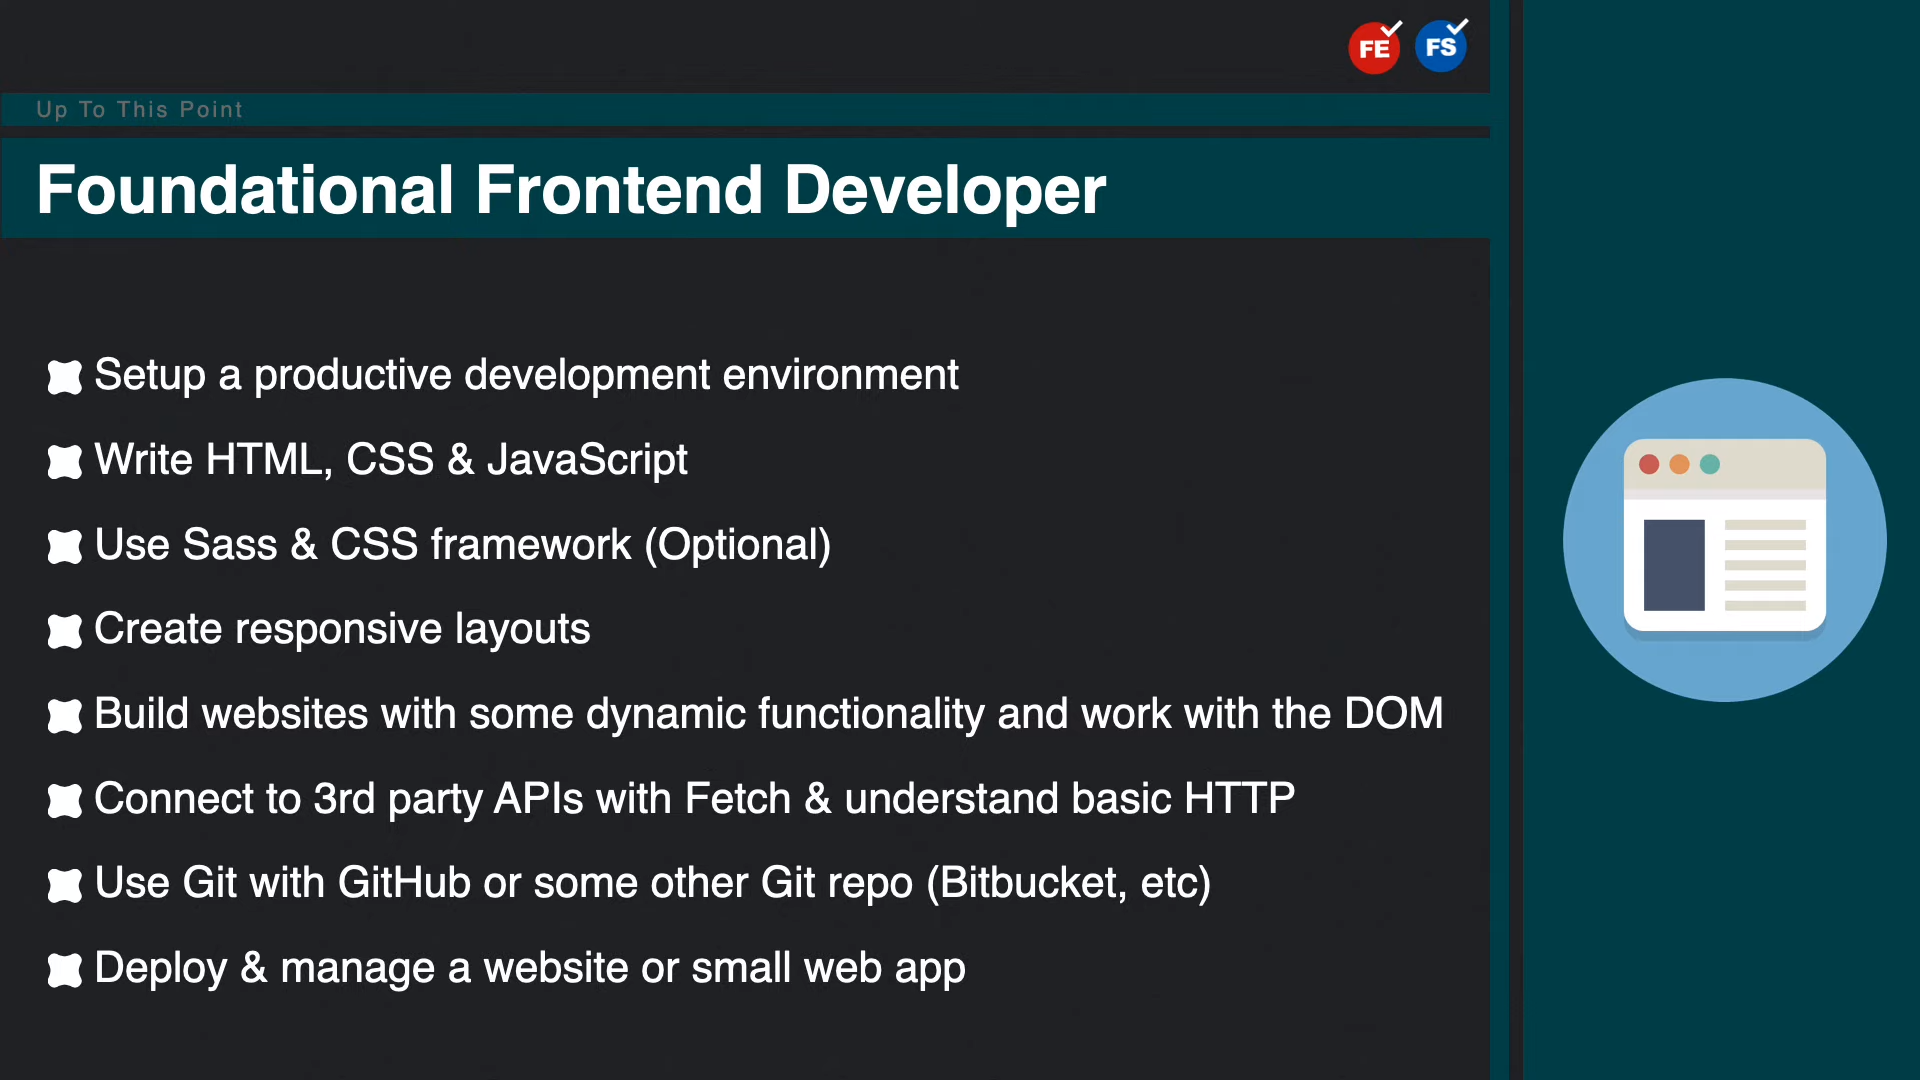 FE FS
Up To This Point
Foundational Frontend Developer
Setup a productive development environment
Write HTML, CSS & JavaScript
Use Sass & CSS framework (Optional)
Create responsive layouts
Build websites with some dynamic functionality and work with the DOM
Connect to 3rd party APIs with Fetch & understand basic HTTP
Use Git with GitHub or some other Git repo (Bitbucket, etc)
Deploy & manage a website or small web app